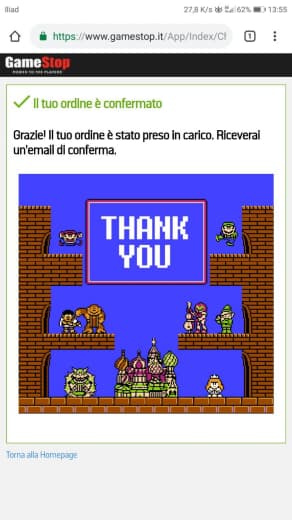 Iliad 27,8 K/s 62% 13:55
https://www.gamestop.it/App/Index/Cf
1
GameStop
POWER TO THE PLAYERS
Il tuo ordine è confermato
Grazie! Il tuo ordine è stato preso in carico. Riceverai
un'email di conferma.
THANK
YOU
Torna alla Homepage